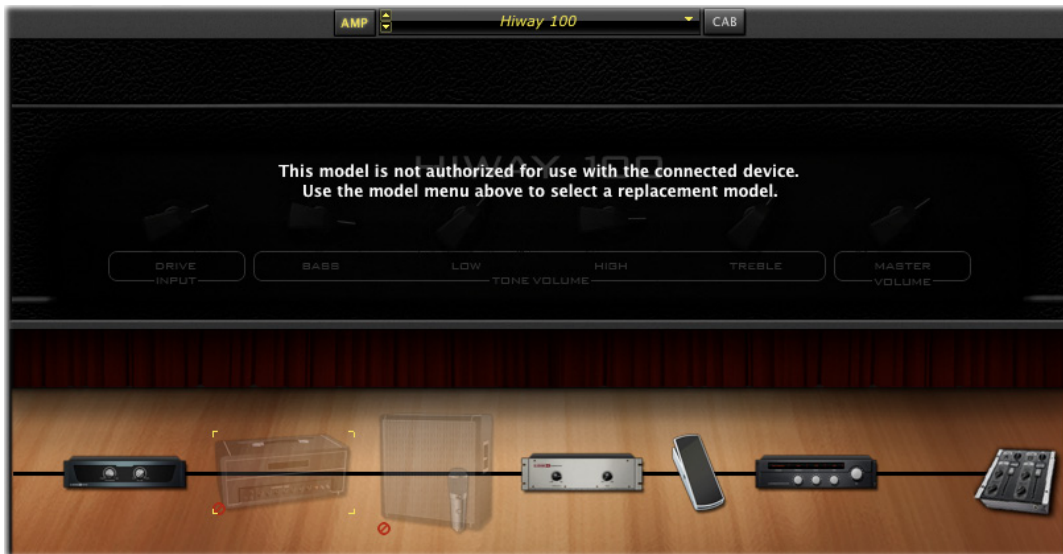 AMP
Hiway 100
CAB
HIWAY 100
This model is not authorized for use with the connected device.
Use the model menu above to select a replacement model.
DRIVE
BASS
LOW
HIGH
TREBLE
MASTER
INPUT
TONE VOLUME
VOLUME